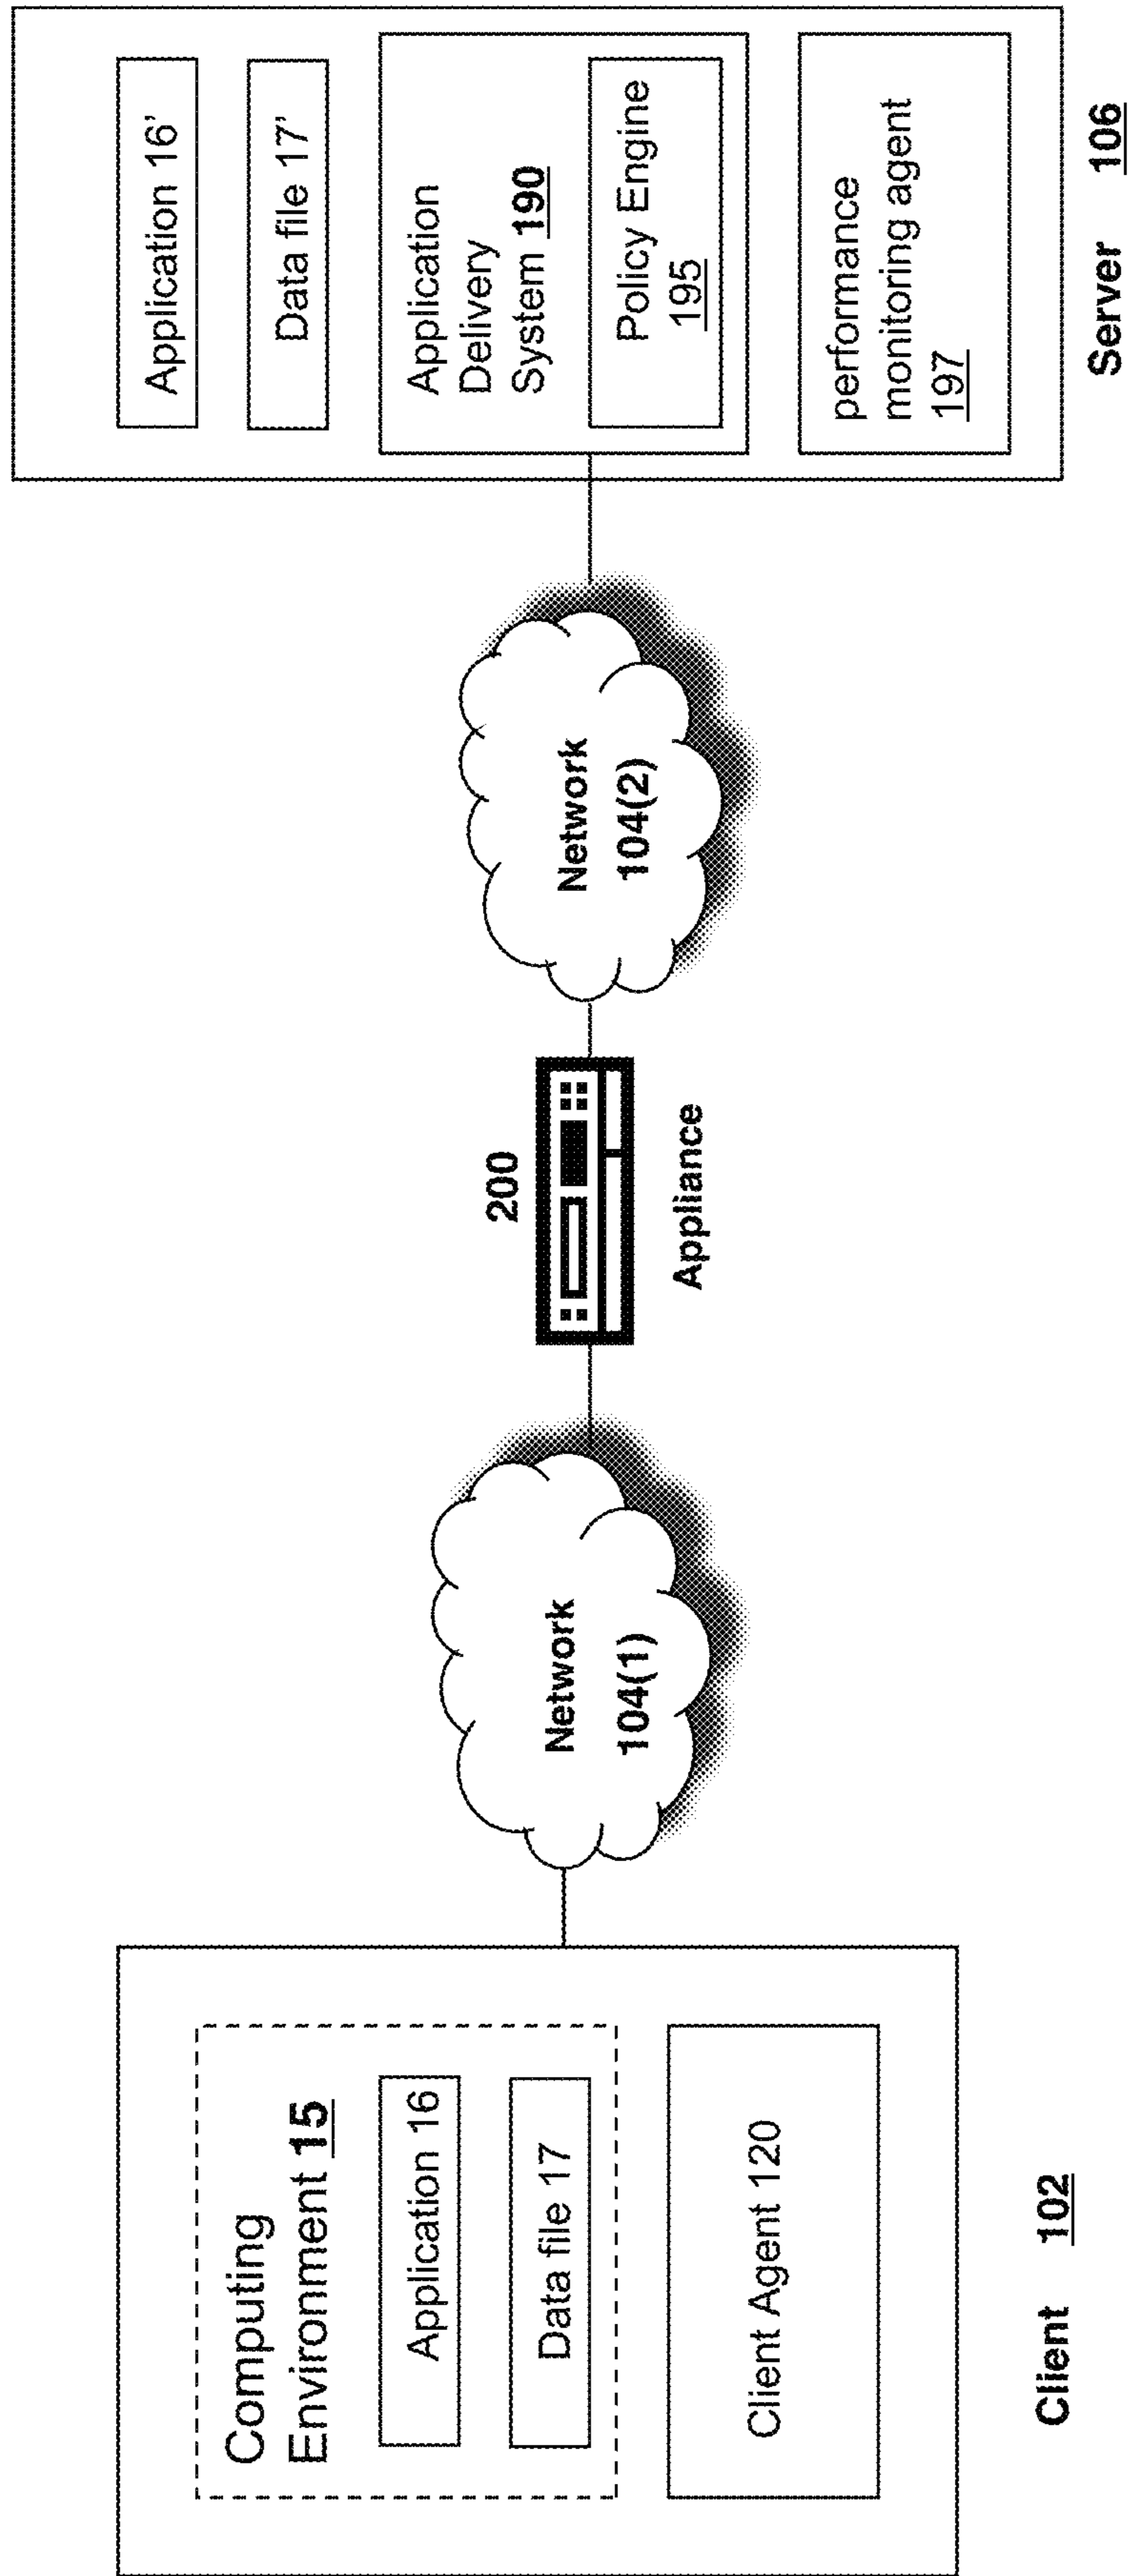 Computing
Environment 15
Application 16
Data file 17
Client Agent 120
Client 102
Network
104(1)
200
Appliance
Network
104(2)
Application 16'
Data file 17'
Application
Delivery
System 190
Policy Engine
195
performance
monitoring agent
197
Server 106